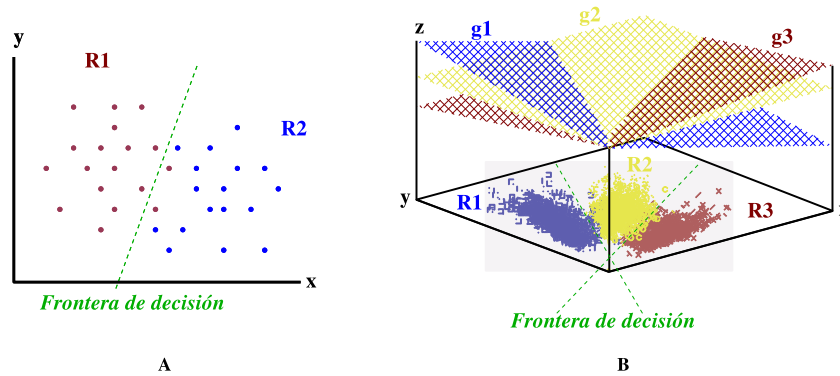 y
R1
R2
x
Frontera de decisión
A
z
g1
g2
g3
y
R1
R2
R3
Frontera de decisión
B